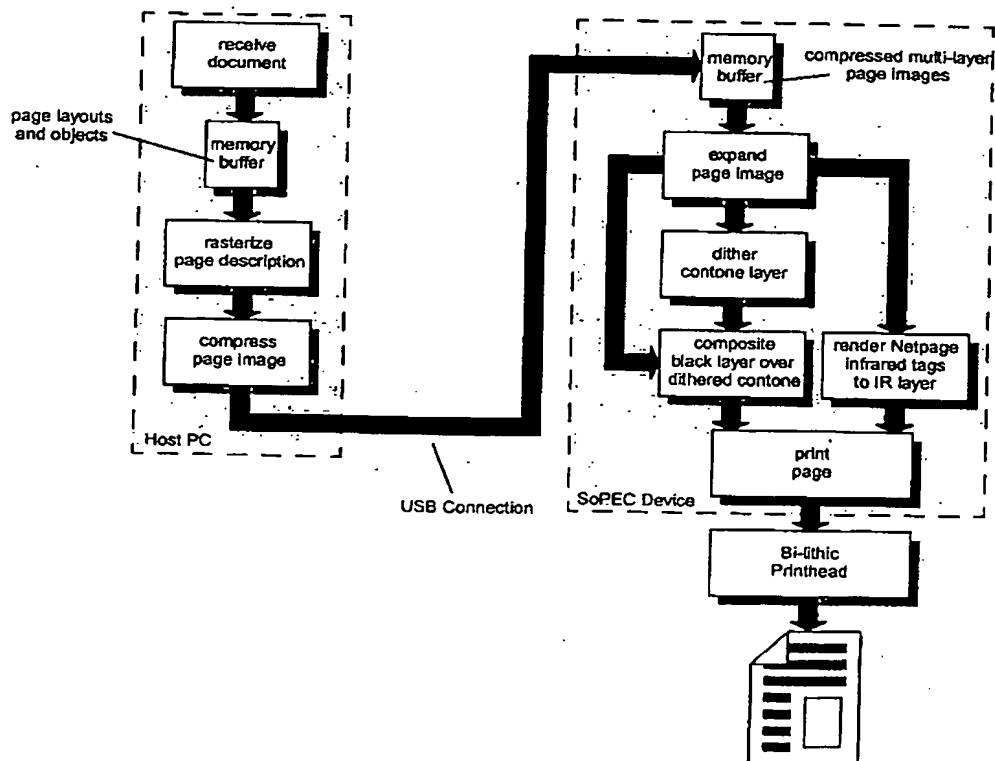 receive
document
page layouts
and objects
memory
buffer
rasterize
page description
compress
page image
Host PC
USB Connection
memory
buffer
compressed multi-layer
page images
expand
page image
dither
contone layer
composite
black layer over
dithered contone
render Netpage
infrared tags
to IR layer
print
page
SoPEC Device
Bi-lithic
Printhead